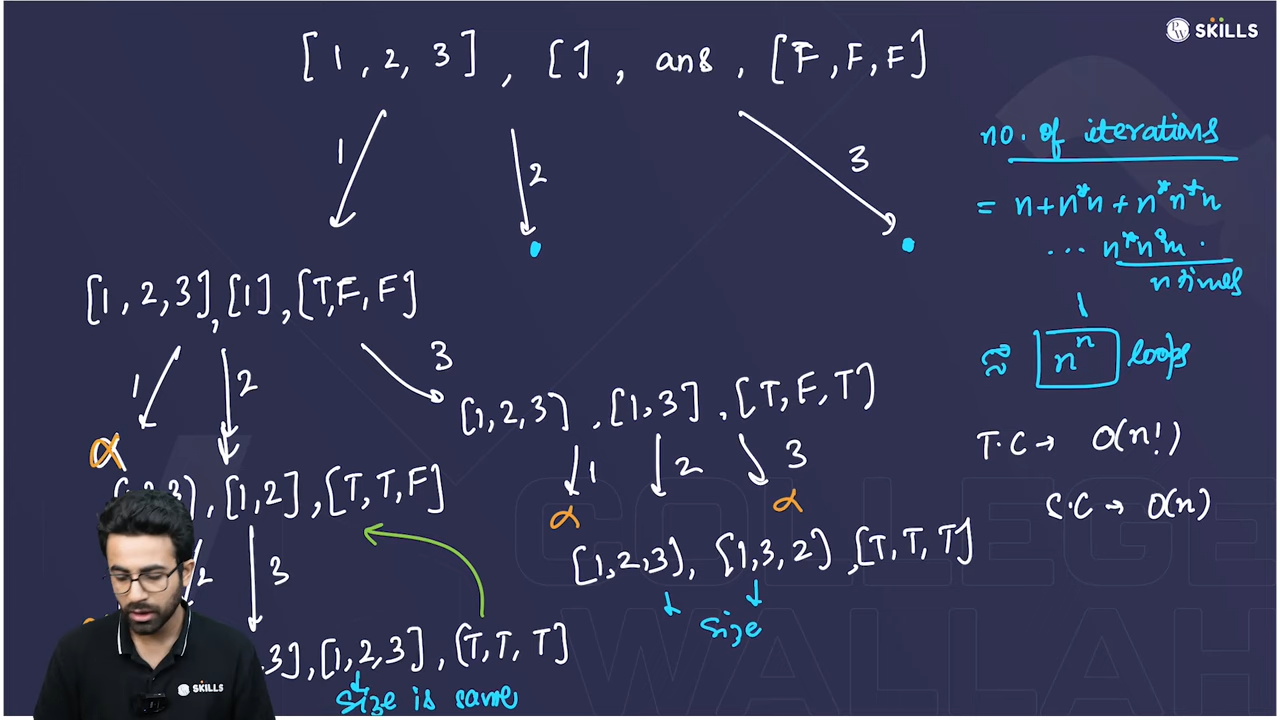 SKILLS
[1, 2, 3], [], ans, [F, F, F]
1
2
3
no. of iterations
= n+n*n+n*n*n
... n*n*n.
n times
≈ n^n loops
T.C → O(n!)
S.C → O(n)
[1, 2, 3], [1], [T, F, F]
1
2
3
[1,2,3], [1,3], [T, F, T]
α
[1,2], [T, T, F]
1
2
3
α
α
2
3
[1,2,3], [1,3,2], [T, T, T]
size
3], [1,2,3], [T, T, T]
size is same
SKILLS
COLLEGE
WALLAH